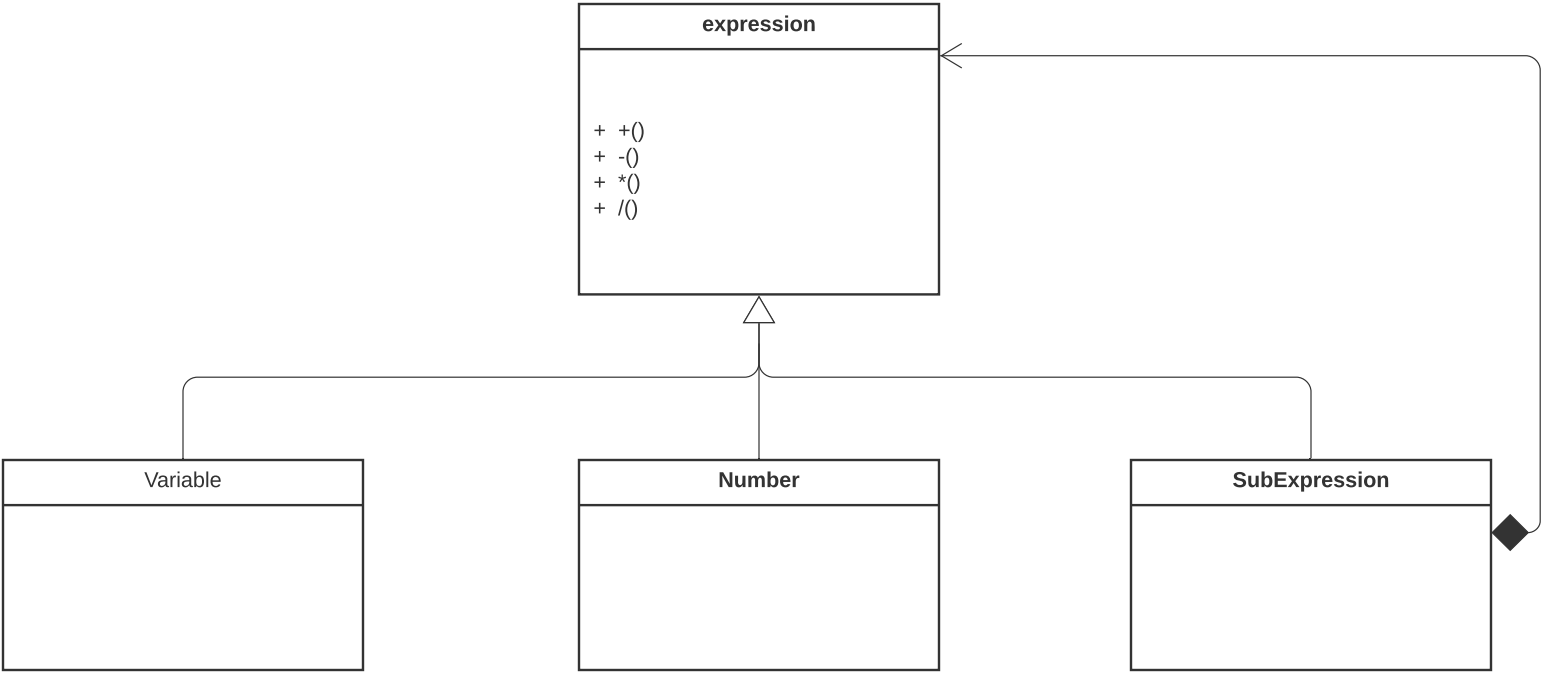 expression
+ +()
+ -()
+ *()
+ /()
Variable
Number
SubExpression